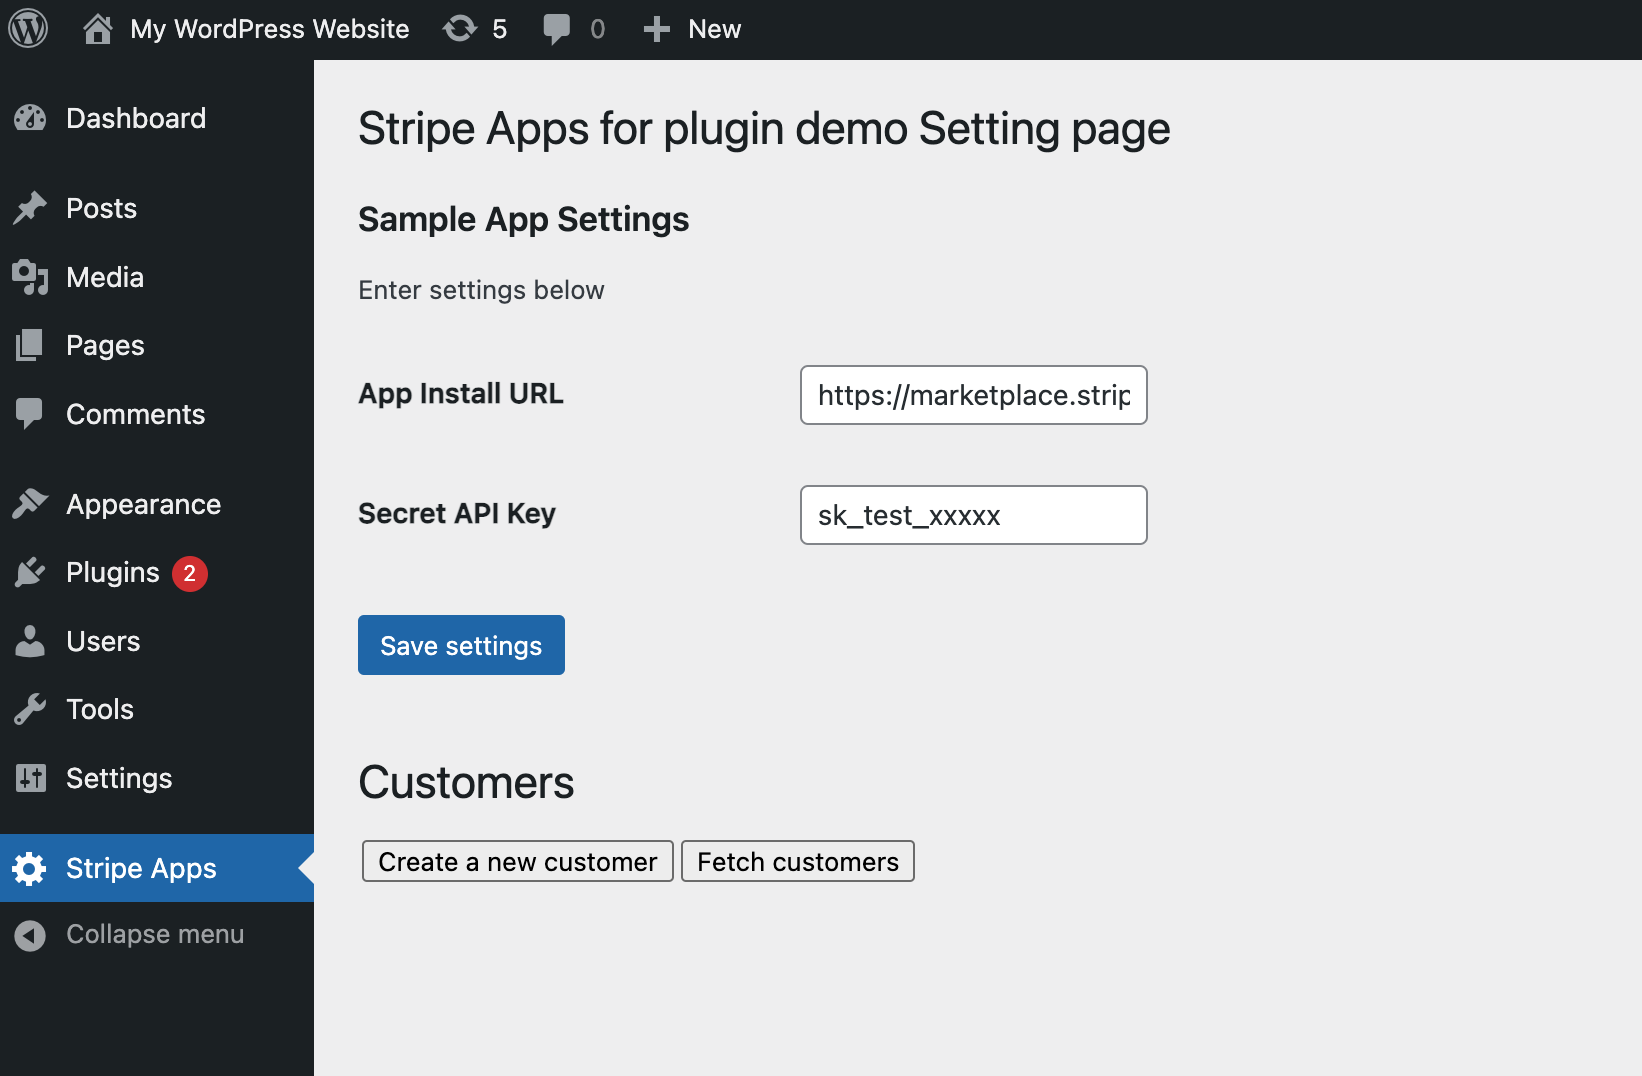 My WordPress Website 5 0 New
Dashboard
Posts
Media
Pages
Comments
Appearance
Plugins 2
Users
Tools
Settings
Stripe Apps
Collapse menu
Stripe Apps for plugin demo Setting page
Sample App Settings
Enter settings below
App Install URL https://marketplace.strip
Secret API Key sk_test_xxxxx
Save settings
Customers
Create a new customer Fetch customers